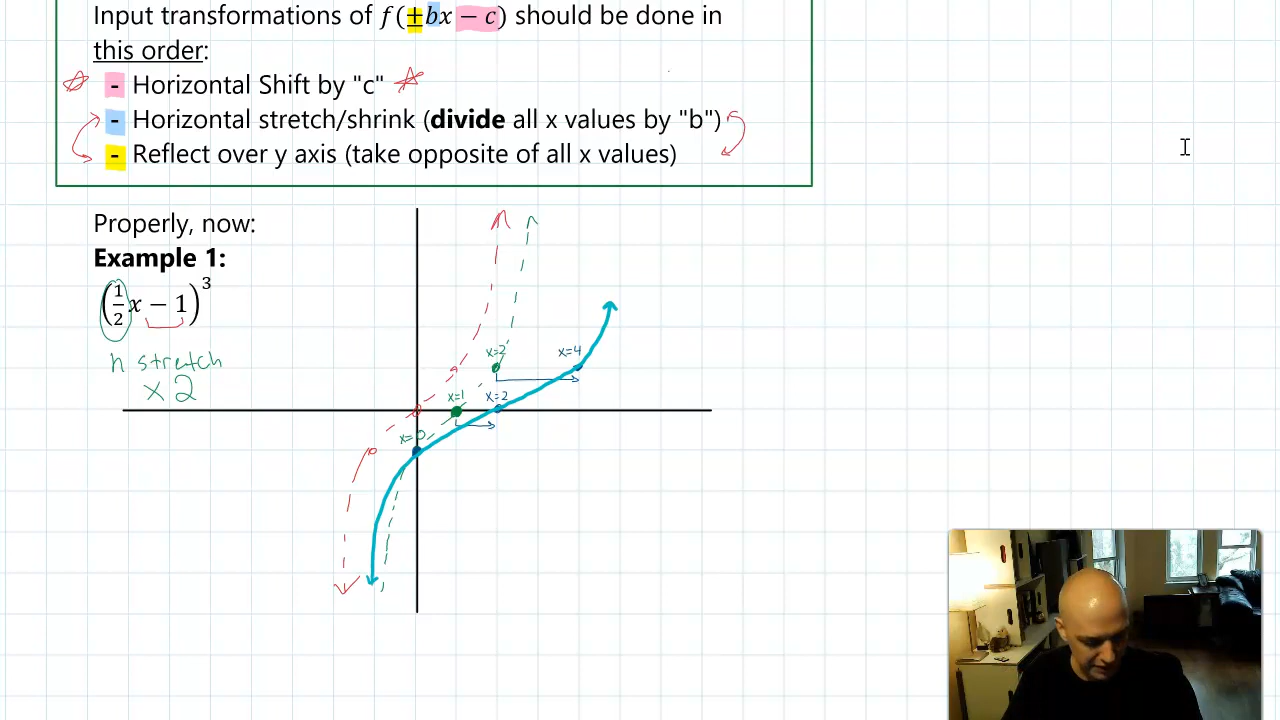 Input transformations of f(±bx − c) should be done in
this order:
- Horizontal Shift by "c"
- Horizontal stretch/shrink (divide all x values by "b")
- Reflect over y axis (take opposite of all x values)
Properly, now:
Example 1:
(1/2 x − 1)³
h stretch
x 2
x=2
x=4
x=1
x=2
x=0